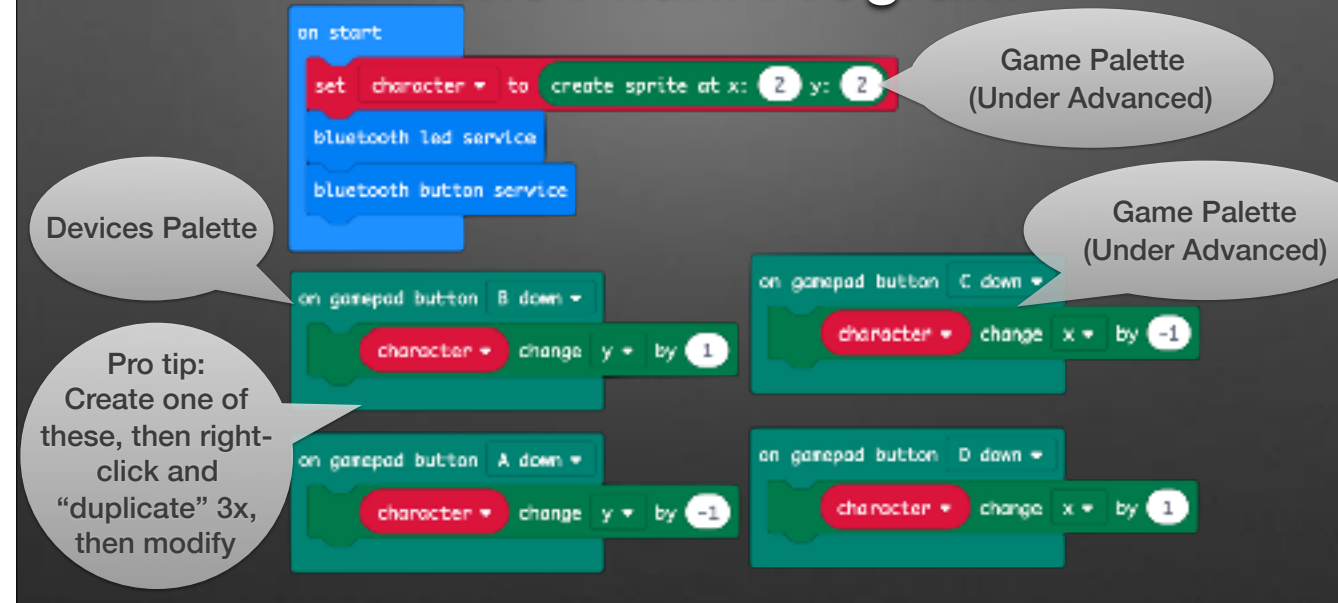 on start
set character to create sprite at x: 2 y: 2
bluetooth led service
bluetooth button service
Game Palette
(Under Advanced)
Devices Palette
Game Palette
(Under Advanced)
on gamepad button B down
character change y by 1
on gamepad button C down
character change x by -1
Pro tip:
Create one of
these, then right-
click and
“duplicate” 3x,
then modify
on gamepad button A down
character change y by -1
on gamepad button D down
character change x by 1